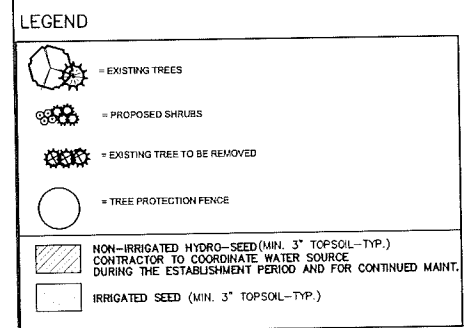 LEGEND
= EXISTING TREES
= PROPOSED SHRUBS
= EXISTING TREE TO BE REMOVED
= TREE PROTECTION FENCE
NON-IRRIGATED HYDRO-SEED(MIN. 3" TOPSOIL-TYP.)
CONTRACTOR TO COORDINATE WATER SOURCE
DURING THE ESTABLISHMENT PERIOD AND FOR CONTINUED MAINT.
IRRIGATED SEED (MIN. 3" TOPSOIL-TYP.)